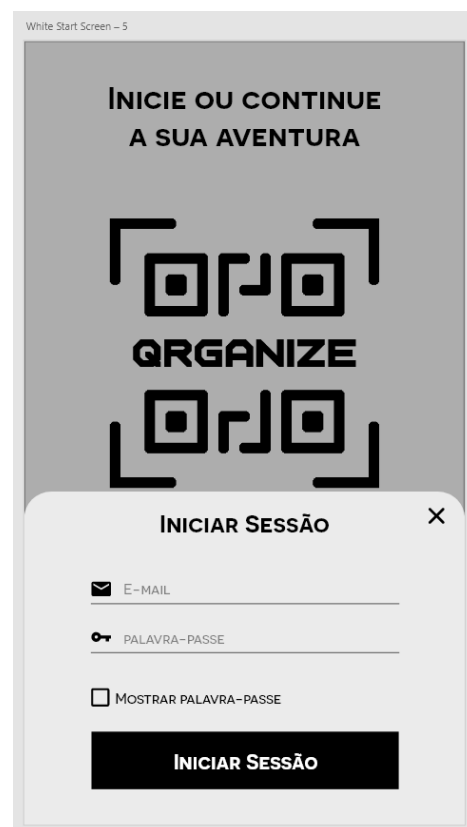 White Start Screen – 5
Inicie ou continue
a sua aventura
QRGANIZE
Iniciar Sessão
E-mail
palavra-passe
Mostrar palavra-passe
Iniciar Sessão